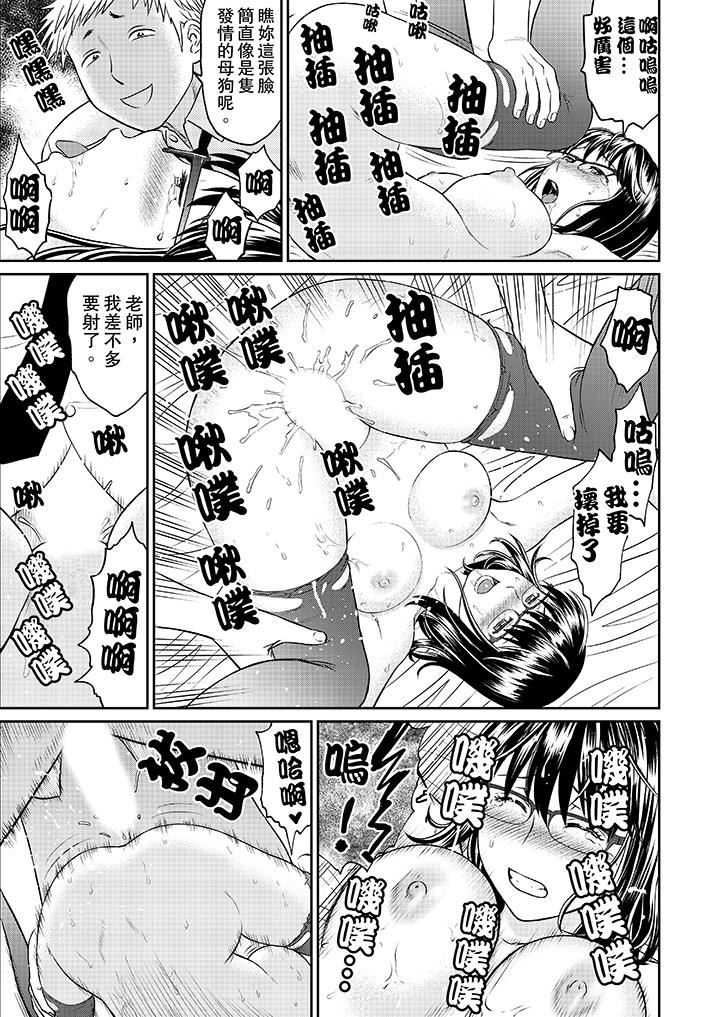 啊咕嗚嗚
這個…
好厲害
咕啾
咕啾
抽插
抽插
抽插
抽插
抽插
抽插
瞧妳這張臉
簡直像是隻
發情的母狗呢。
嘿嘿嘿
啊
啊
啊啊
啊
咕嗚…
我要
壞掉了
抽插
啾噗
啾噗
啾噗
啾噗
啾噗
老師，
我差不多
要射了。
嘰噗
嘰噗
啾
啾
嘰噗
嘰噗
啊啊啊
嘰噗
嘰噗
嘰噗
嘰噗
嘰噗…
嗚！
嗯哈啊♥
放出